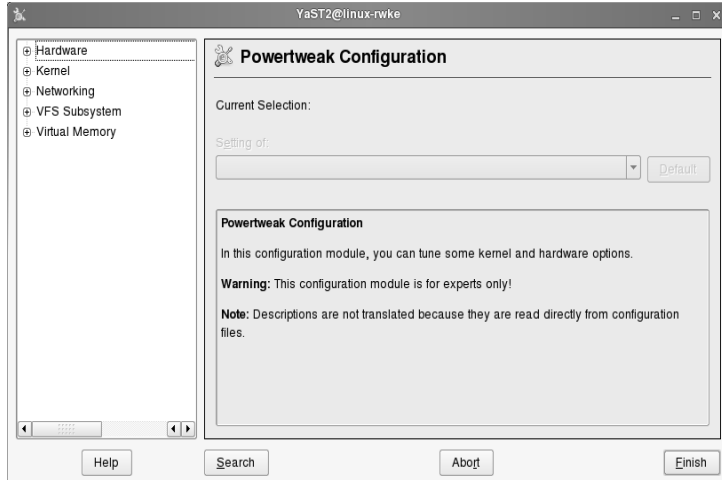 YaST2@linux-rwke
Hardware
Kernel
Networking
VFS Subsystem
Virtual Memory
Powertweak Configuration
Current Selection:
Setting of:
Default
Powertweak Configuration
In this configuration module, you can tune some kernel and hardware options.
Warning: This configuration module is for experts only!
Note: Descriptions are not translated because they are read directly from configuration
files.
Help
Search
Abort
Finish